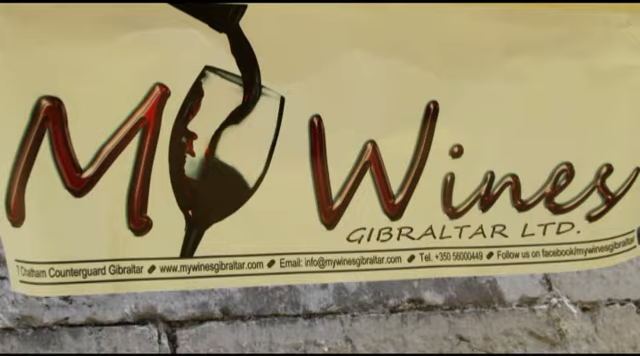 My Wines
GIBRALTAR LTD.
7 Chatham Counterguard Gibraltar www.mywinesgibraltar.com Email: info@mywinesgibraltar.com Tel. +350 56000449 Follow us on facebook/mywinesgibraltar